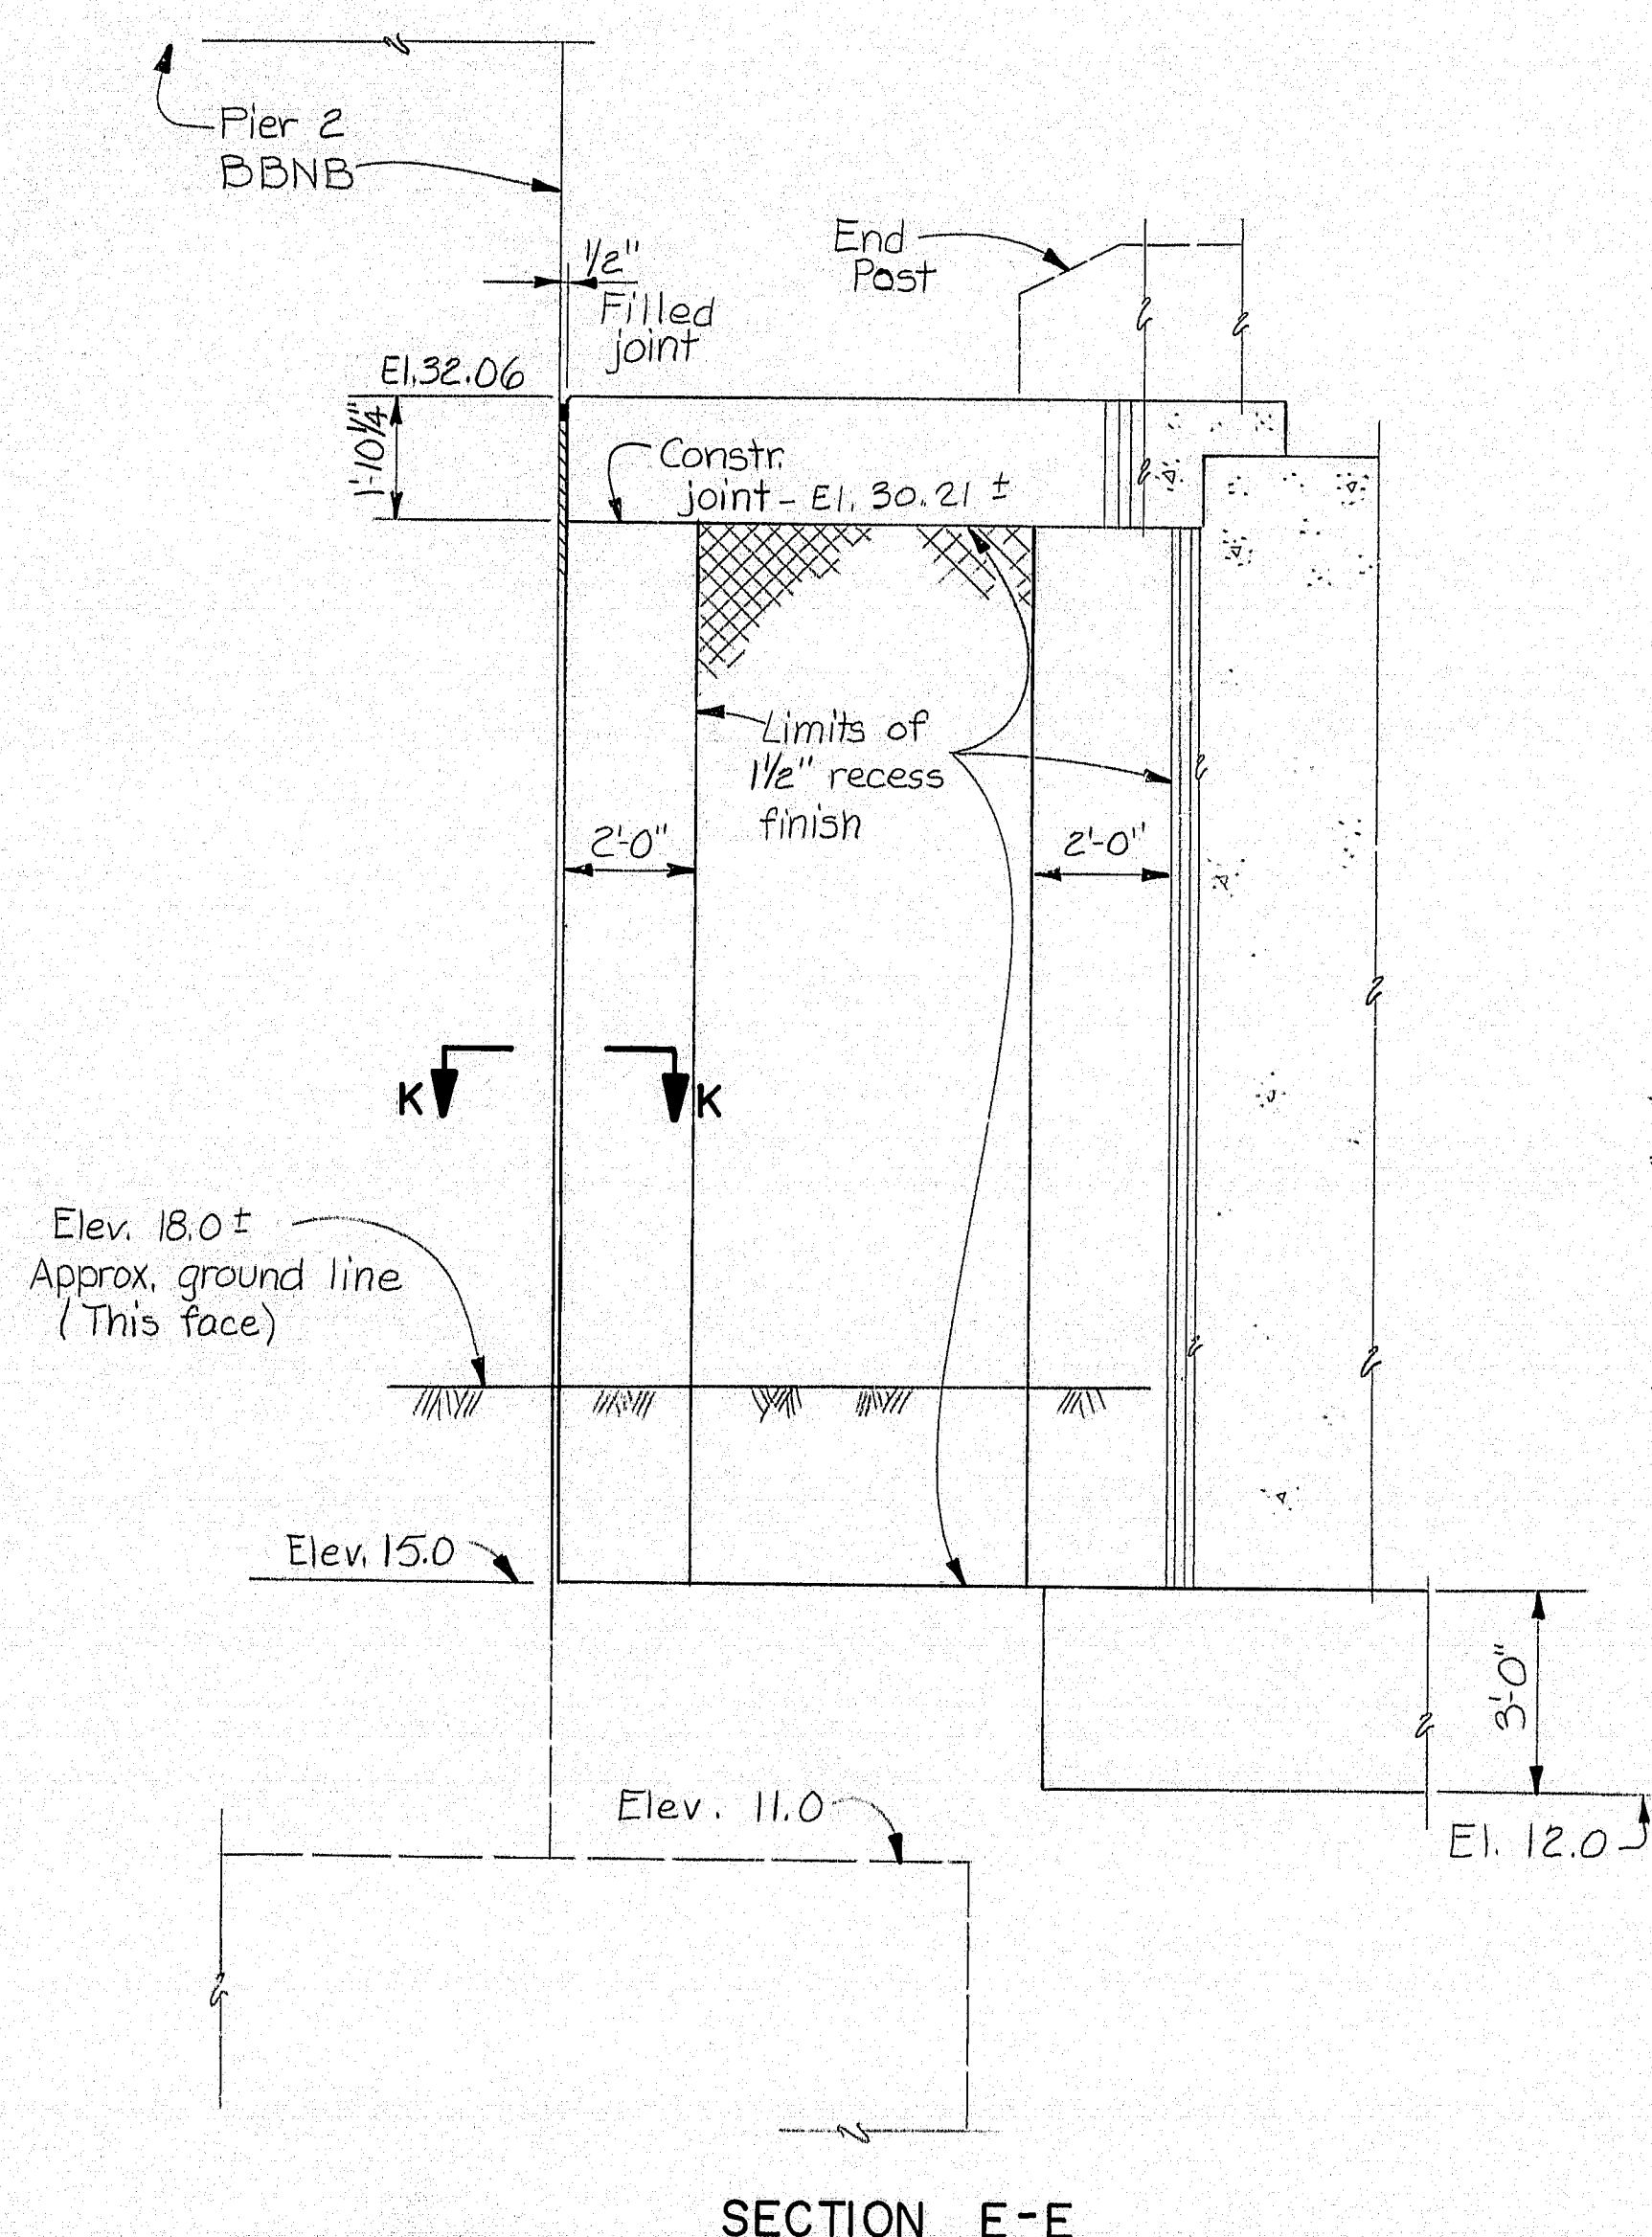 Pier 2
BBNB
1/2"
Filled
joint
End
Post
El.32.06
1'-10 1/4"
Constr.
joint - El. 30.21 ±
Limits of
1 1/2" recess
finish
2'-0"
2'-0"
K
K
Elev. 18.0 ±
Approx. ground line
(This face)
Elev. 15.0
3'-0"
Elev. 11.0
El. 12.0
SECTION E-E